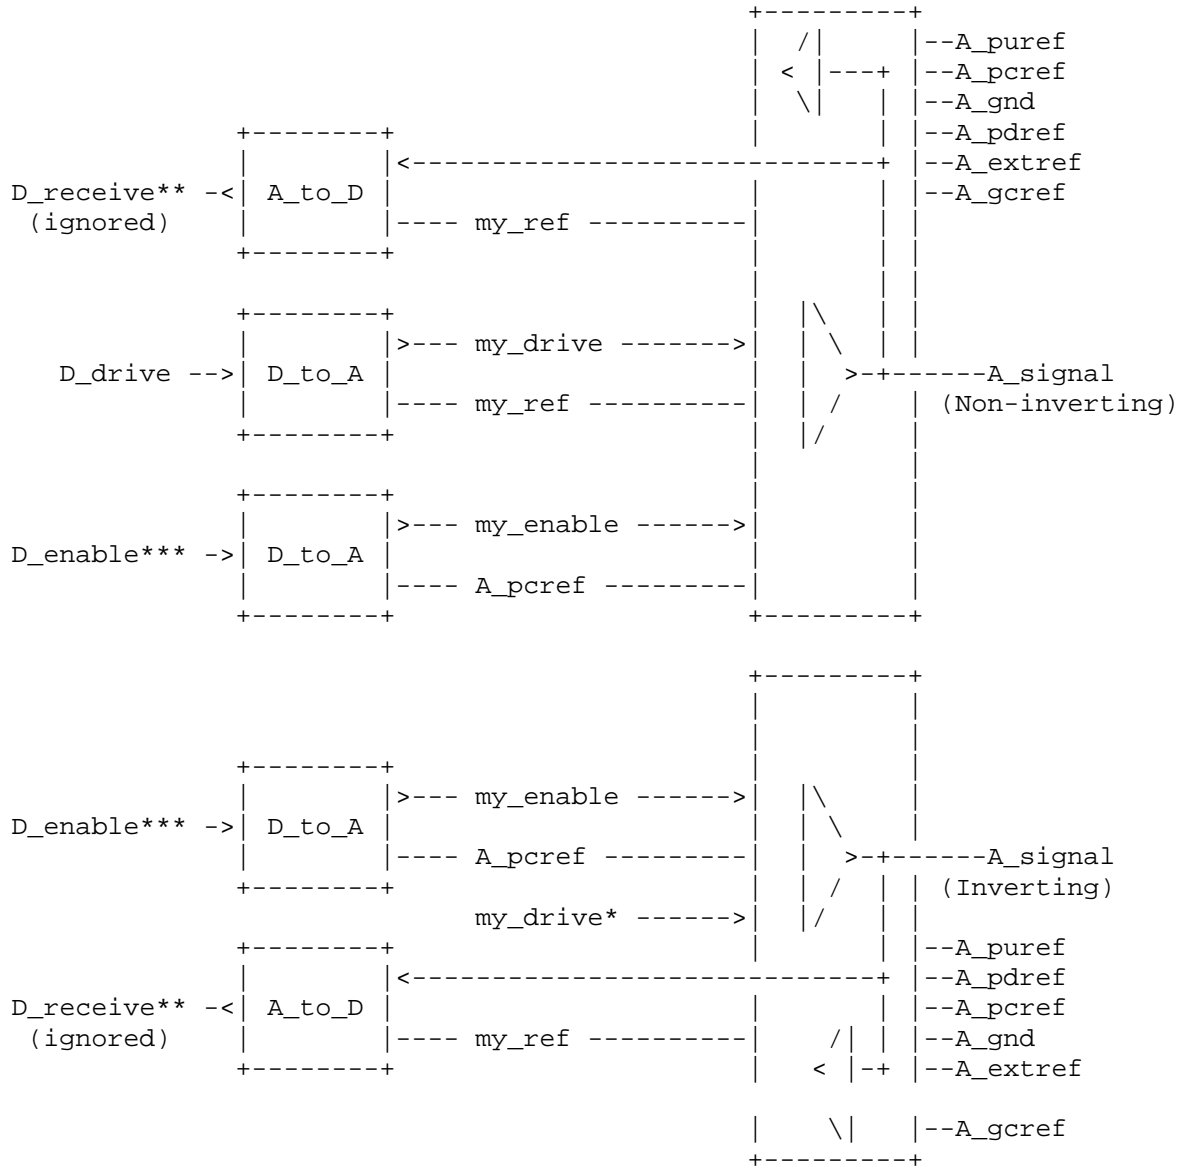 +---------+
                                                  |  /|      |--A_puref
                                                  | < |---+ |--A_pcref
                                                  |  \|   | |--A_gnd
                +--------+                        |       | |--A_pdref
                |        |<-------------------------------+ |--A_extref
D_receive** -<| A_to_D |                        |       | |--A_gcref
 (ignored)      |        |---- my_ref ----------|       | |
                +--------+                        |       | |
                                                  |       | |
                +--------+                        |  |\   | |
                |        |>--- my_drive ------->|  | \  | |
   D_drive -->| D_to_A |                        |  |  >-+------A_signal
                |        |---- my_ref ----------|  | /    | (Non-inverting)
                +--------+                        |  |/     |
                                                  |         |
                +--------+                        |         |
                |        |>--- my_enable ------>|         |
D_enable*** ->| D_to_A |                        |         |
                |        |---- A_pcref ---------|         |
                +--------+                        +---------+
                                                  +---------+
                                                  |         |
                                                  |         |
                +--------+                        |         |
                |        |>--- my_enable ------>|  |\     |
D_enable*** ->| D_to_A |                        |  | \    |
                |        |---- A_pcref ---------|  |  >-+------A_signal
                +--------+                        |  | /  | | (Inverting)
                               my_drive* ------>|  |/   | |
                +--------+                        |       | |--A_puref
                |        |<-------------------------------+ |--A_pdref
D_receive** -<| A_to_D |                        |       | |--A_pcref
 (ignored)      |        |---- my_ref ----------|    /| | |--A_gnd
                +--------+                        |   < |-+ |--A_extref
                                                  |    \|   |--A_gcref
                                                  +---------+